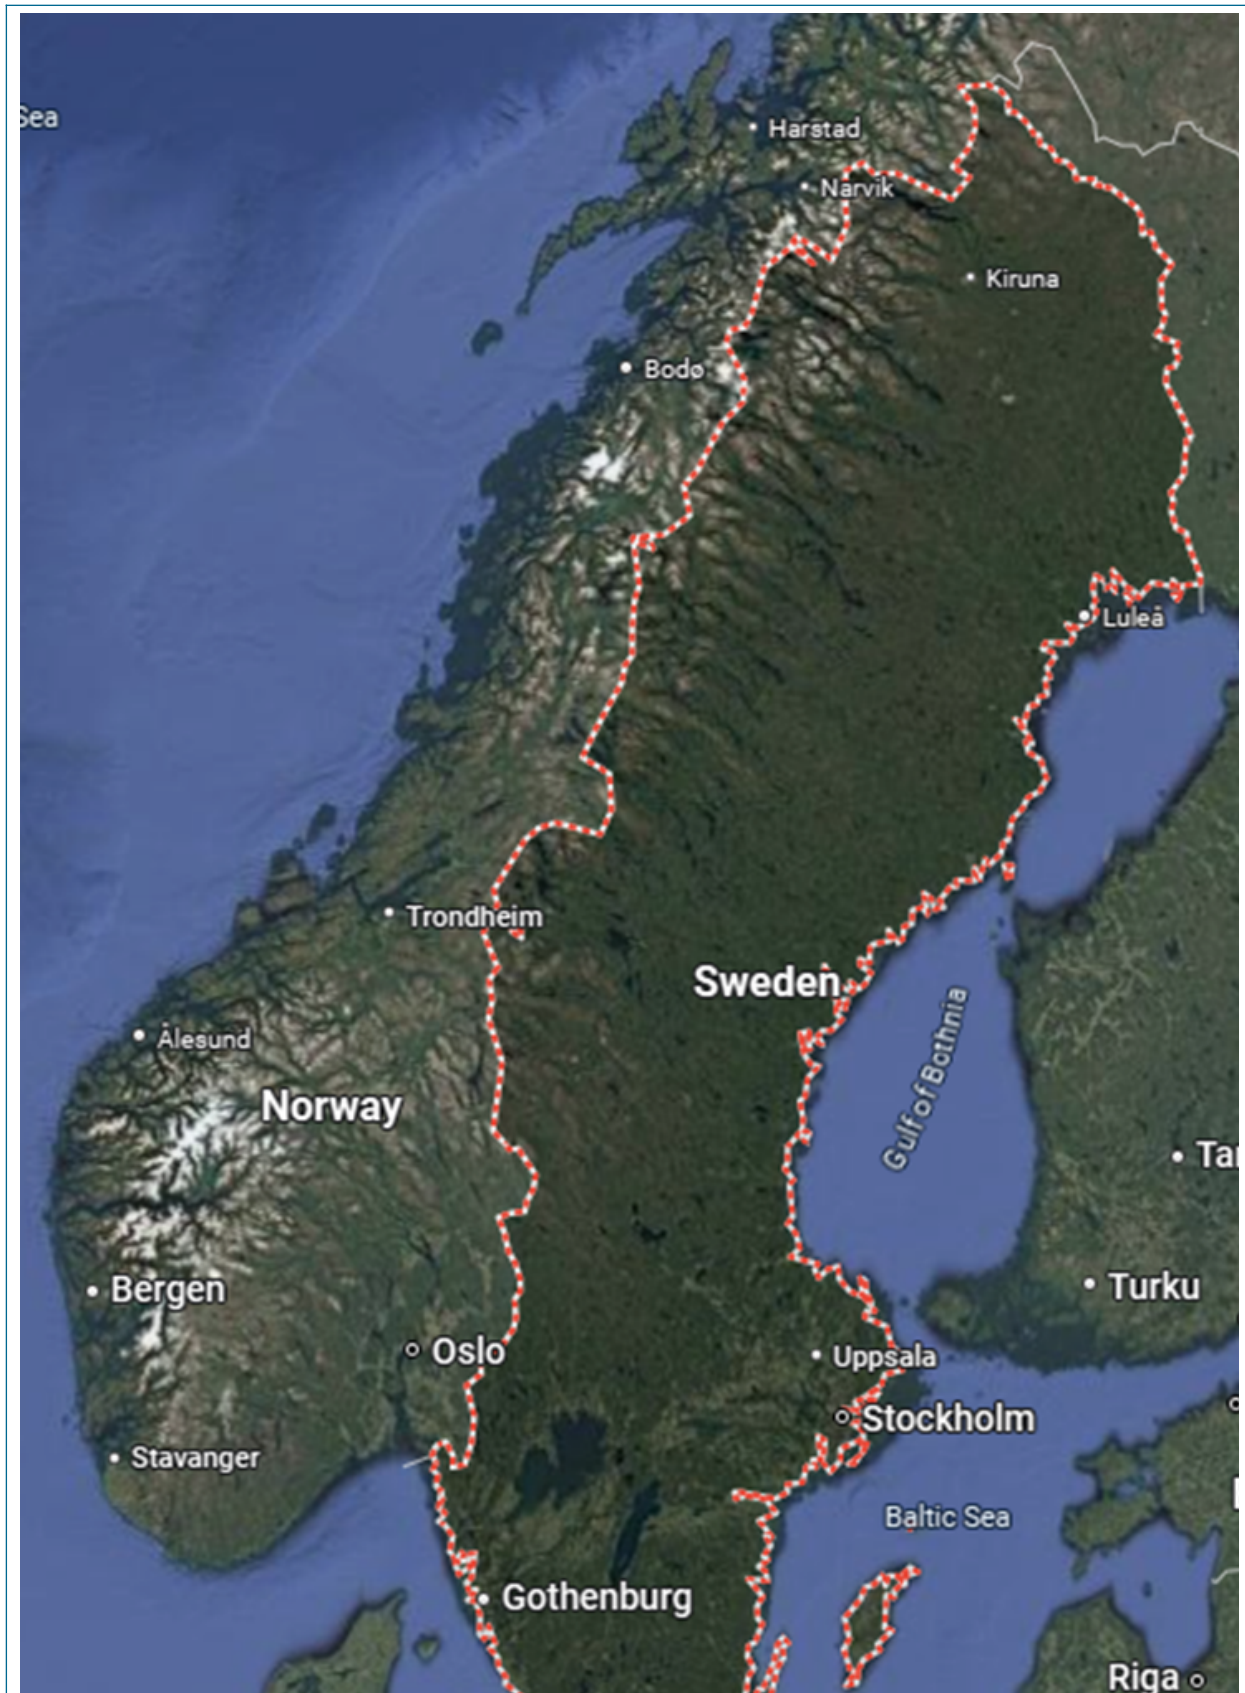 Sea
Harstad
Narvik
Kiruna
Bodø
Luleå
Trondheim
Sweden
Ålesund
Gulf of Bothnia
Norway
Tar
Bergen
Turku
Oslo
Uppsala
Stockholm
Stavanger
Baltic Sea
Gothenburg
Riga